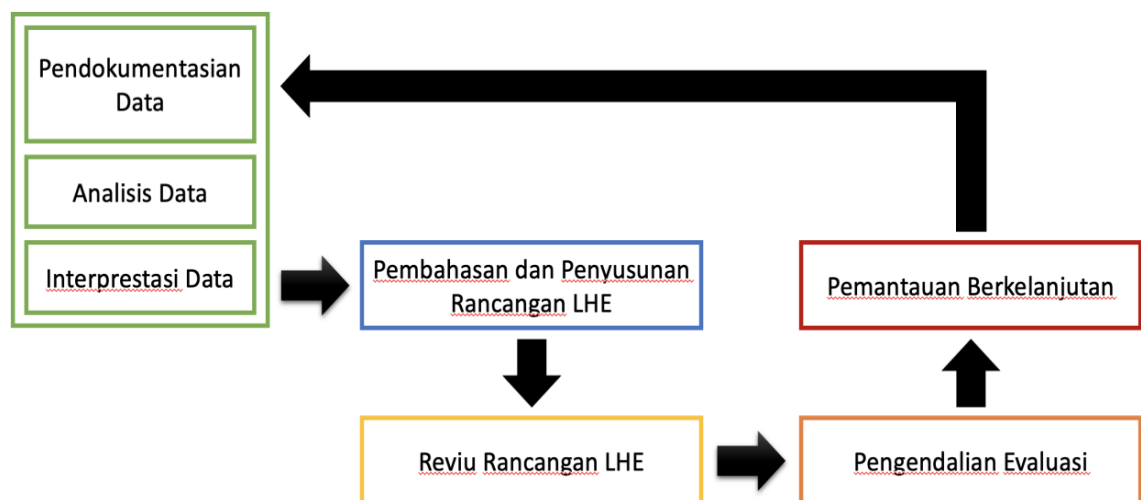 Pendokumentasian
Data
Analisis Data
Interprestasi Data
Pembahasan dan Penyusunan
Rancangan LHE
Pemantauan Berkelanjutan
Reviu Rancangan LHE
Pengendalian Evaluasi